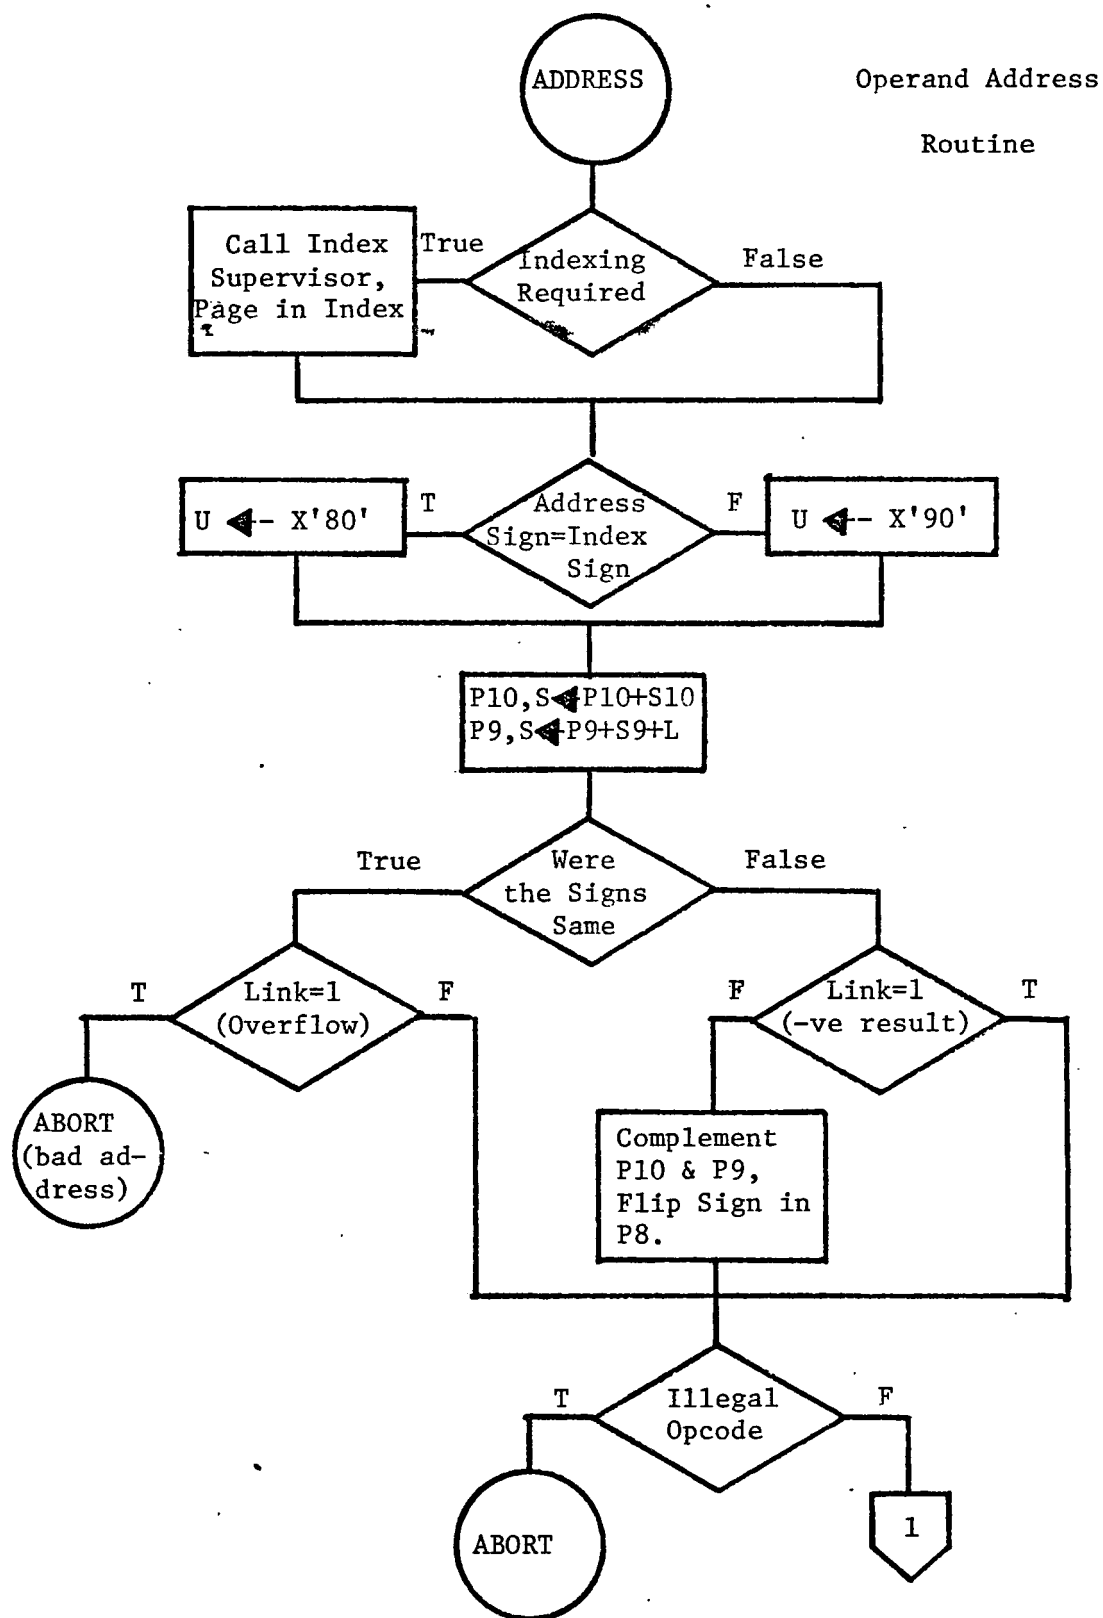 ADDRESS
Operand Address
Routine
Call Index
Supervisor,
Page in Index
True
Indexing
Required
False
U ◄-- X'80'
T
Address
Sign=Index
Sign
F
U ◄-- X'90'
P10,S◄P10+S10
P9,S◄P9+S9+L
True
Were
the Signs
Same
False
T
Link=1
(Overflow)
F
F
Link=1
(-ve result)
T
ABORT
(bad ad-
dress)
Complement
P10 & P9,
Flip Sign in
P8.
T
Illegal
Opcode
F
ABORT
1